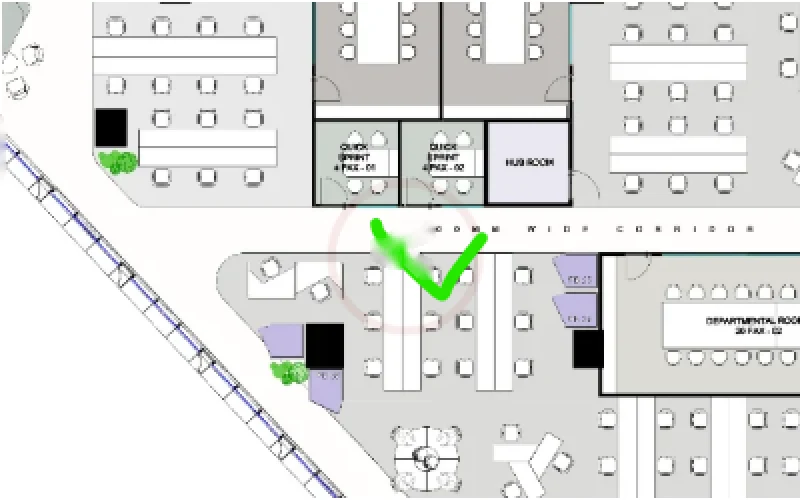 QUICK
SPRINT
4 PAX - 01
QUICK
SPRINT
4 PAX - 02
HUB ROOM
WIDE CORRIDOR
DEPARTMENTAL ROOM
20 PAX - 02